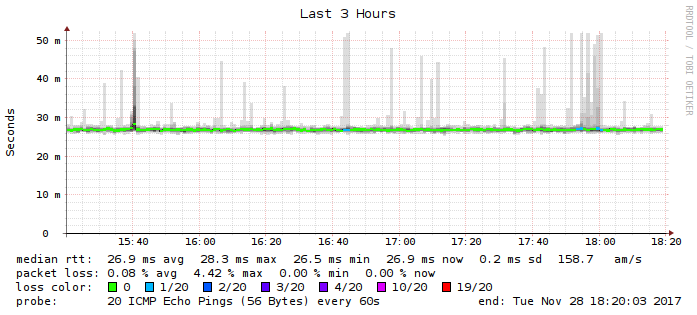 Last 3 Hours
RRDTOOL / TOBI OETIKER
Seconds
50 m
40 m
30 m
20 m
10 m
0
15:40 16:00 16:20 16:40 17:00 17:20 17:40 18:00 18:20
median rtt: 26.9 ms avg 28.3 ms max 26.5 ms min 26.9 ms now 0.2 ms sd 158.7 am/s
packet loss: 0.08 % avg 4.42 % max 0.00 % min 0.00 % now
loss color: 0 1/20 2/20 3/20 4/20 10/20 19/20
probe: 20 ICMP Echo Pings (56 Bytes) every 60s end: Tue Nov 28 18:20:03 2017